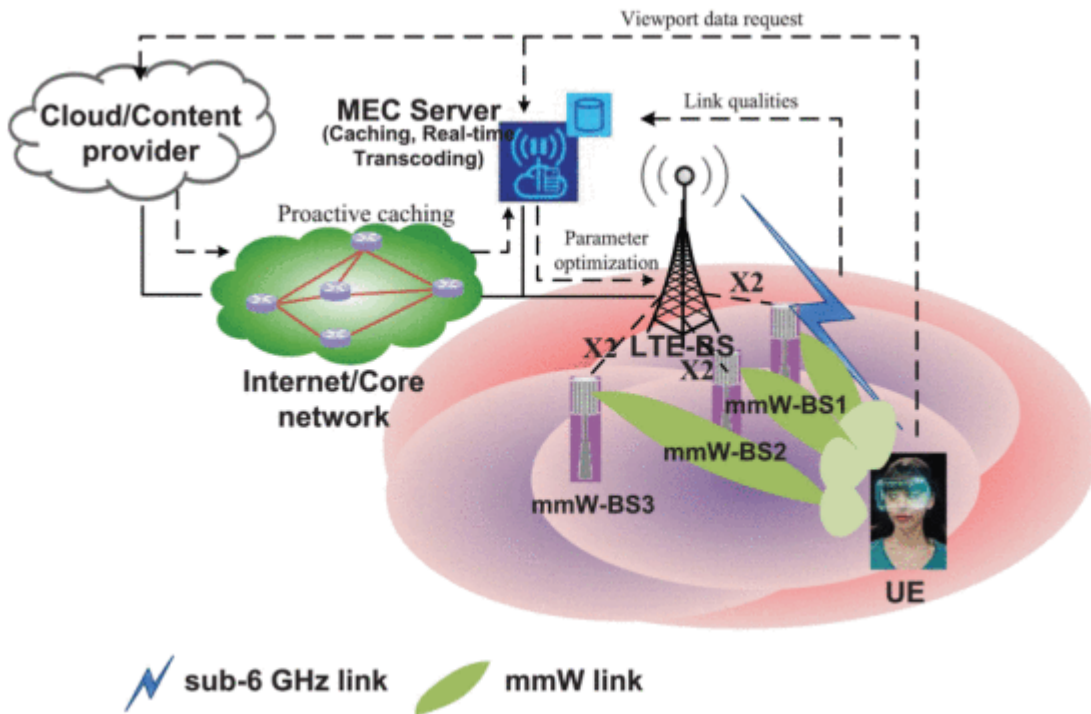 Viewport data request
Cloud/Content
provider
MEC Server
(Caching, Real-time
Transcoding)
Link qualities
Proactive caching
Parameter
optimization
X2
LTE-BS
X2
X2
Internet/Core
network
mmW-BS1
mmW-BS2
mmW-BS3
UE
sub-6 GHz link
mmW link